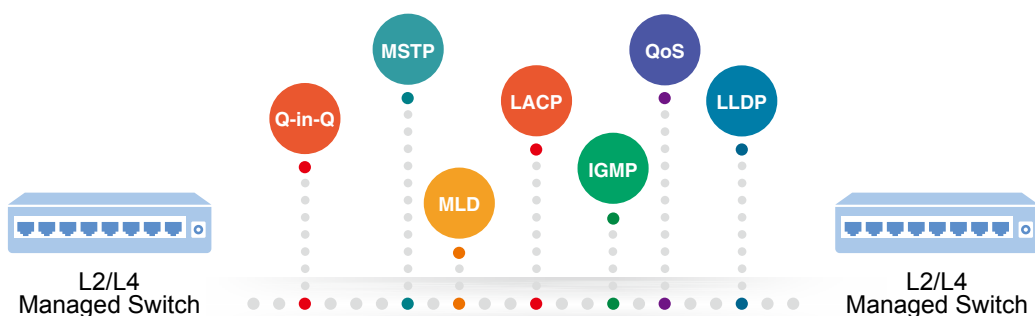 MSTP
QoS
Q-in-Q
LACP
LLDP
IGMP
MLD
L2/L4
Managed Switch
L2/L4
Managed Switch